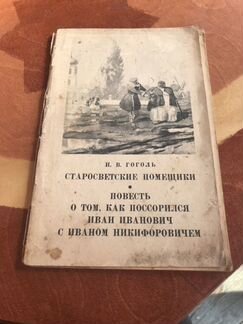 Н. В. ГОГОЛЬ
СТАРОСВЕТСКИЕ ПОМЕЩИКИ
•
ПОВЕСТЬ
О ТОМ, КАК ПОССОРИЛСЯ
ИВАН ИВАНОВИЧ
С ИВАНОМ НИКИФОРОВИЧЕМ